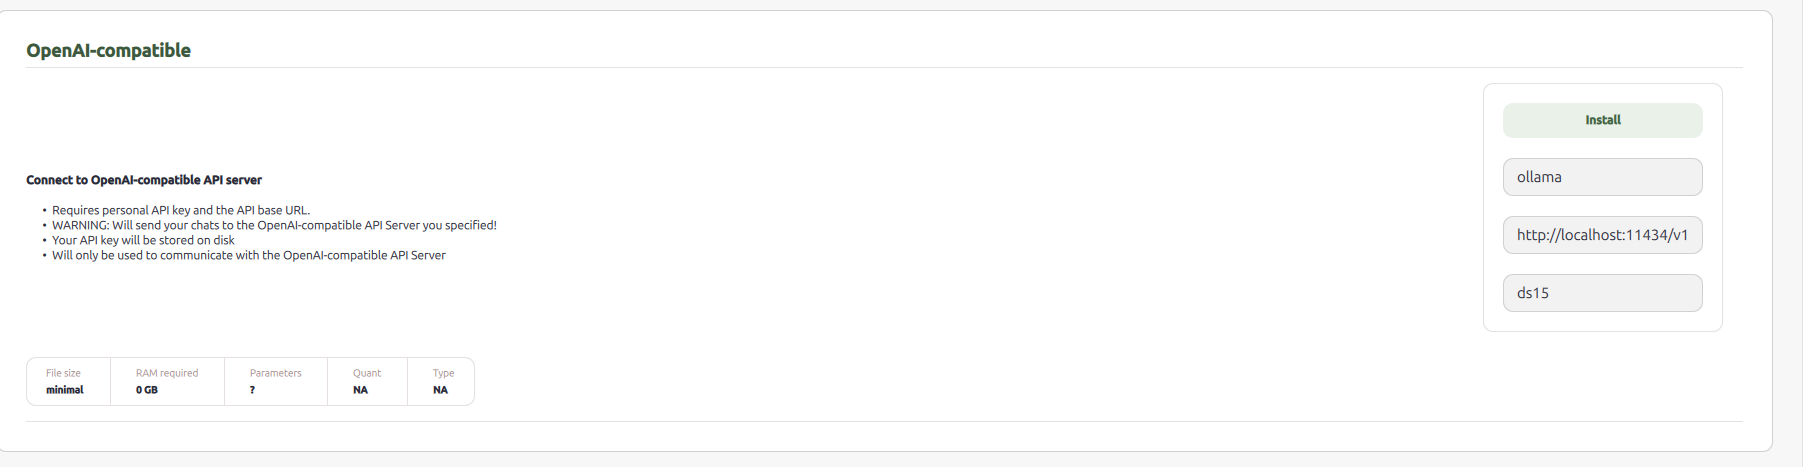 OpenAI-compatible
Install
ollama
http://localhost:11434/v1
ds15
Connect to OpenAI-compatible API server
• Requires personal API key and the API base URL.
• WARNING: Will send your chats to the OpenAI-compatible API Server you specified!
• Your API key will be stored on disk
• Will only be used to communicate with the OpenAI-compatible API Server
File size RAM required Parameters Quant Type
minimal 0 GB ? NA NA